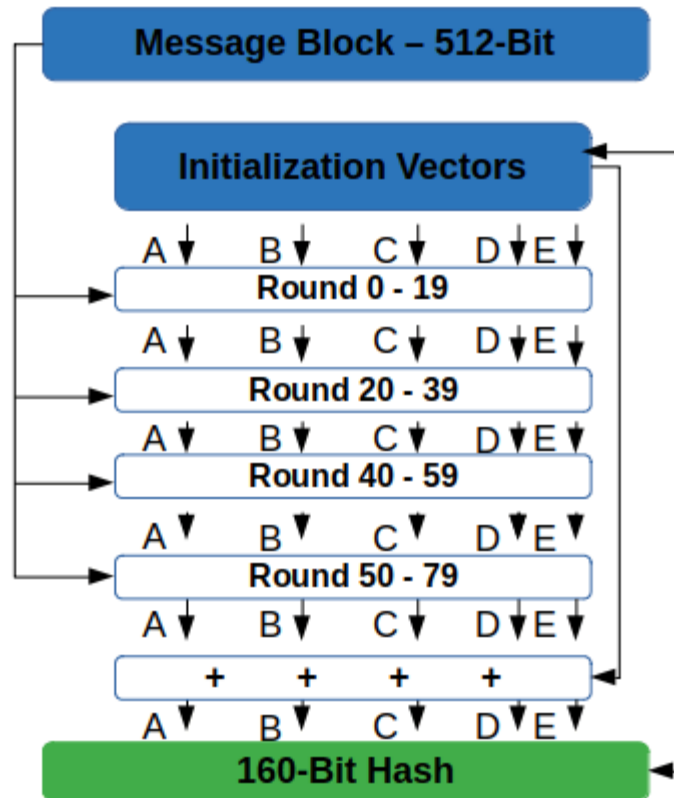 Message Block – 512-Bit
Initialization Vectors
A B C D E
Round 0 - 19
A B C D E
Round 20 - 39
A B C D E
Round 40 - 59
A B C D E
Round 50 - 79
A B C D E
+ + + +
A B C D E
160-Bit Hash